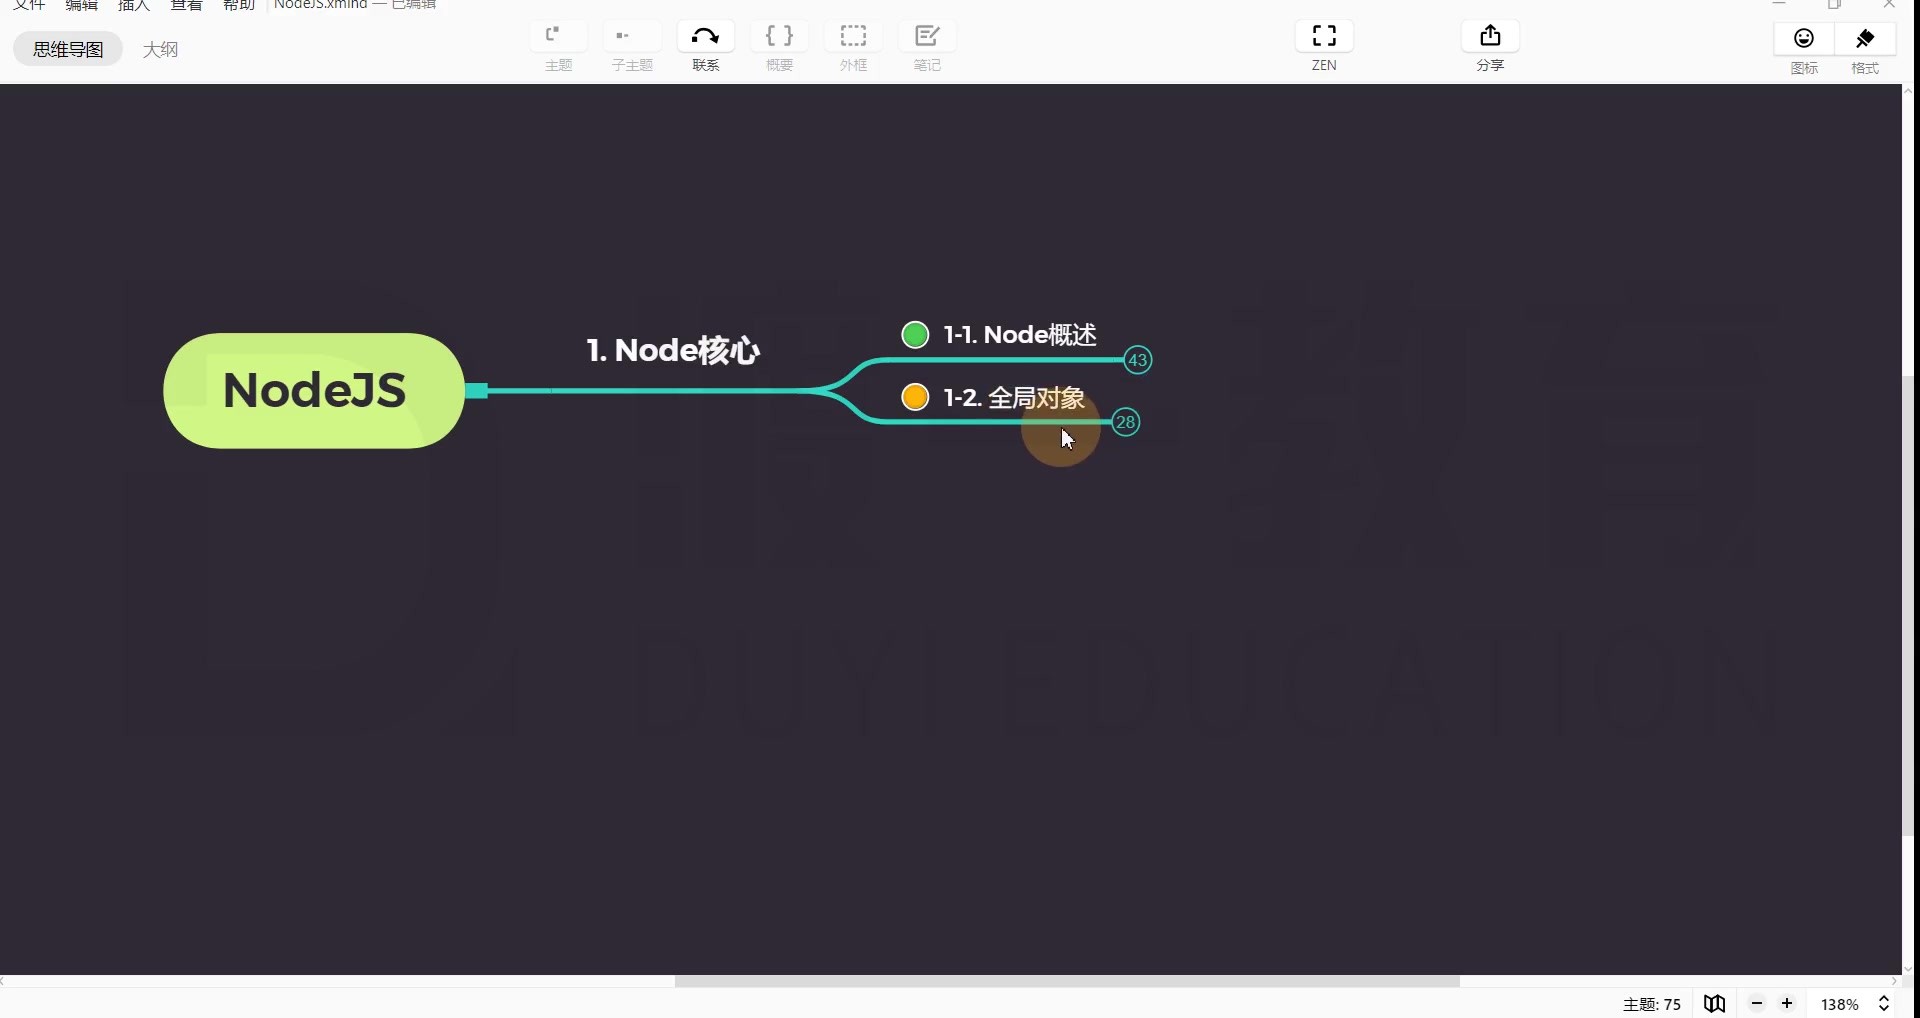 文件 编辑 插入 查看 帮助 NodeJS.xmind — 已编辑
思维导图 大纲
主题 子主题 联系 概要 外框 笔记 ZEN 分享 图标 格式
1-1. Node概述
43
1. Node核心
NodeJS
1-2. 全局对象
28
DUYI EDUCATION
主题: 75
138%